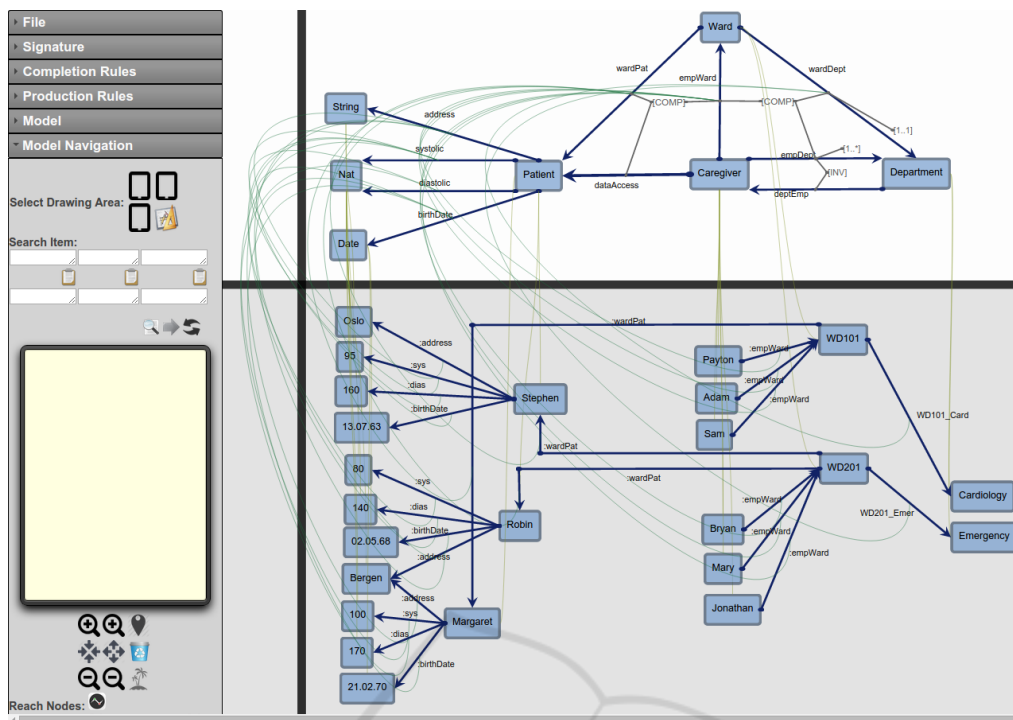 File
Signature
Completion Rules
Production Rules
Model
Model Navigation
Select Drawing Area:
Search Item:
Reach Nodes:
Ward
wardPat
empWard
wardDept
String
address
[COMP]
[COMP]
[1..1]
systolic
empDept
[1..*]
Nat
Patient
Caregiver
[INV]
Department
diastolic
dataAccess
deptEmp
birthDate
Date
Oslo
:wardPat
WD101
:address
95
:empWard
:sys
Payton
160
:dias
:empWard
Stephen
Adam
:empWard
:birthDate
13.07.63
Sam
WD101_Card
:wardPat
80
WD201
:sys
:wardPat
Cardiology
:empWard
140
:dias
WD201_Emer
Robin
Bryan
:birthDate
:empWard
Emergency
02.05.68
:address
:empWard
Mary
Bergen
:address
100
:sys
Jonathan
Margaret
:dias
170
:birthDate
21.02.70